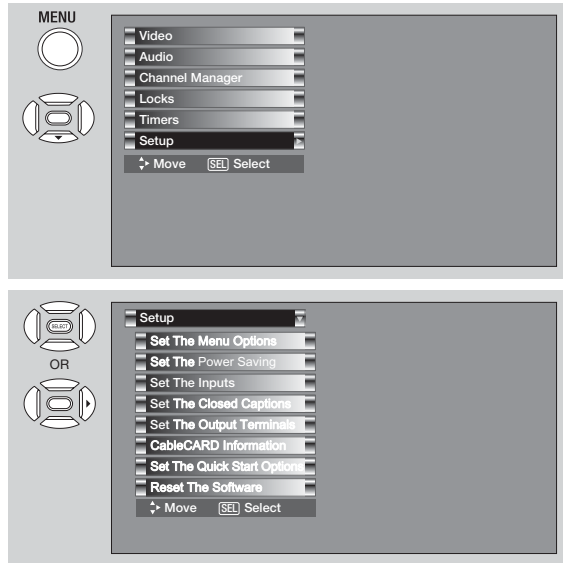 MENU
Video
Audio
Channel Manager
Locks
Timers
Setup
Move SEL Select
SELECT
OR
Setup
Set The Menu Options
Set The Power Saving
Set The Inputs
Set The Closed Captions
Set The Output Terminals
CableCARD Information
Set The Quick Start Options
Reset The Software
Move SEL Select